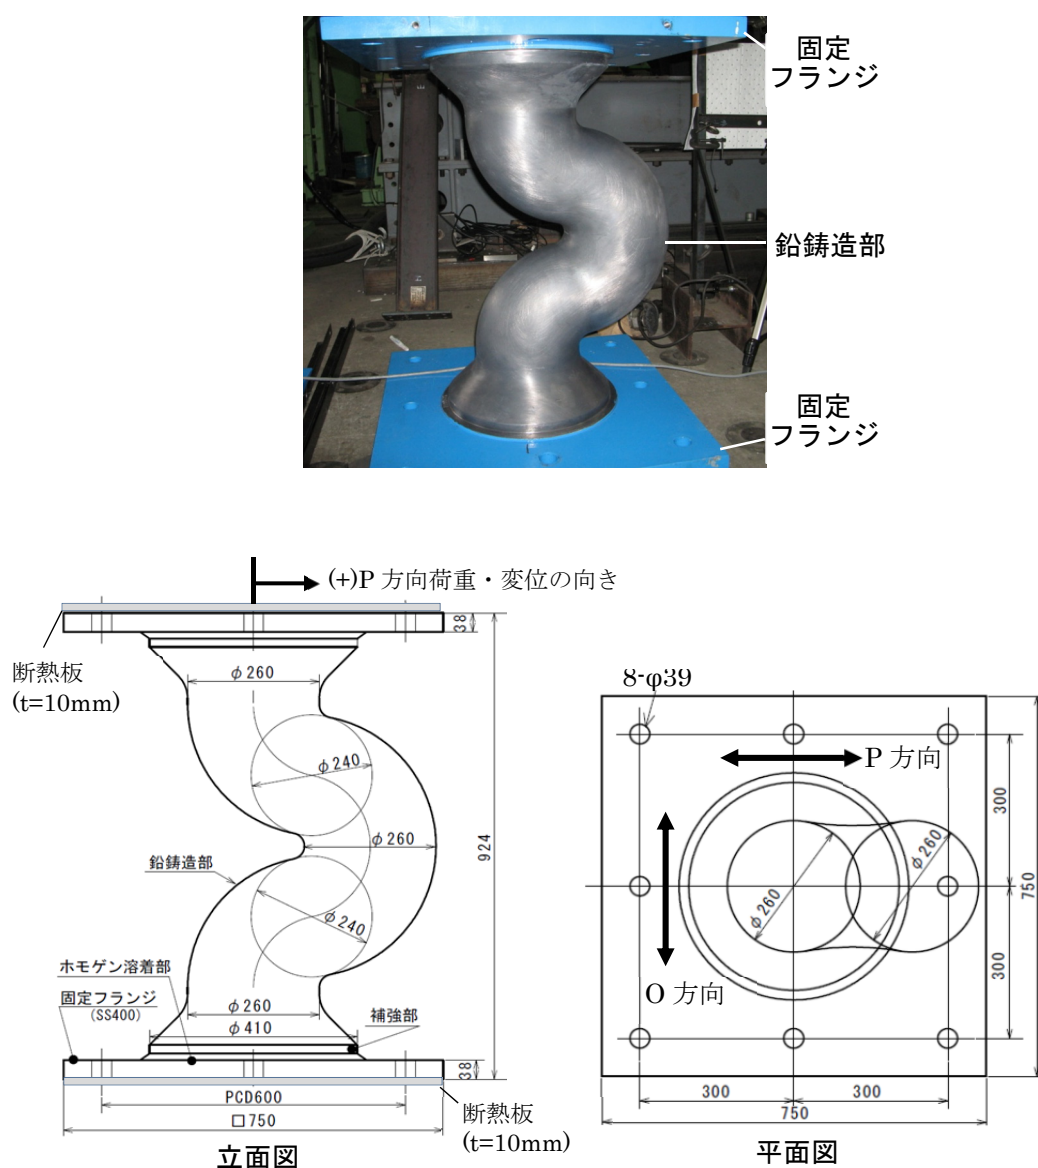 固定
フランジ
鉛鋳造部
固定
フランジ
(+)P 方向荷重・変位の向き
38
断熱板
(t=10mm)
φ260
φ240
φ260
924
鉛鋳造部
φ240
ホモゲン溶着部
固定フランジ
(SS400)
φ260
φ410
補強部
38
PCD600
□750
断熱板
(t=10mm)
立面図
8-φ39
P 方向
300
φ260
φ260
750
300
O 方向
300
300
750
平面図